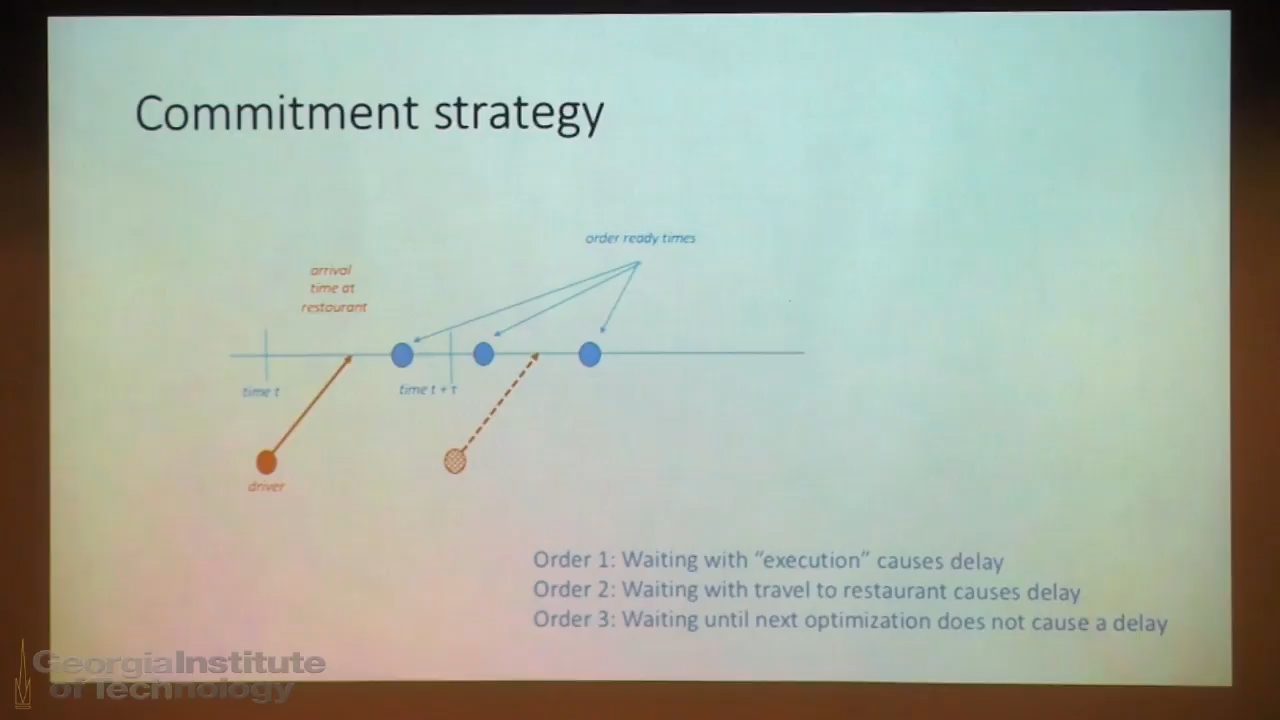 Commitment strategy
order ready times
arrival
time at
restaurant
time t
time t + τ
driver
Order 1: Waiting with “execution” causes delay
Order 2: Waiting with travel to restaurant causes delay
Order 3: Waiting until next optimization does not cause a delay
Georgia Institute
of Technology